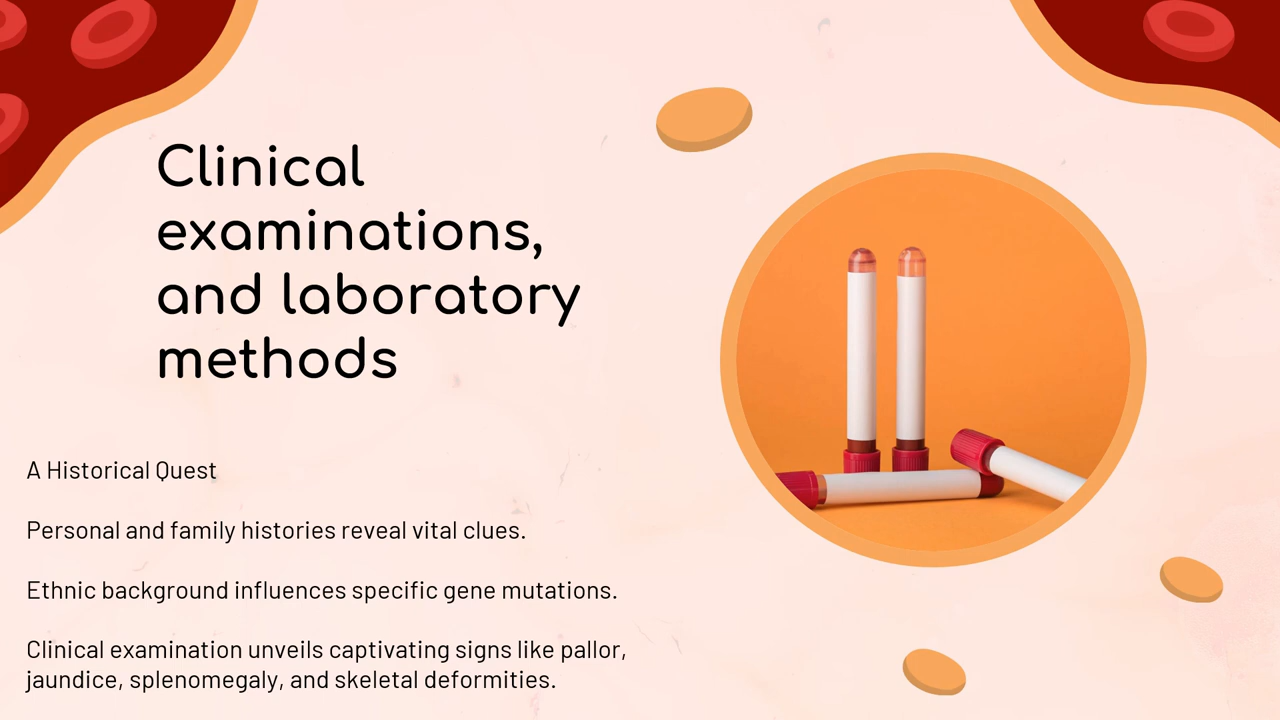 Clinical
examinations,
and laboratory
methods
A Historical Quest
Personal and family histories reveal vital clues.
Ethnic background influences specific gene mutations.
Clinical examination unveils captivating signs like pallor,
jaundice, splenomegaly, and skeletal deformities.